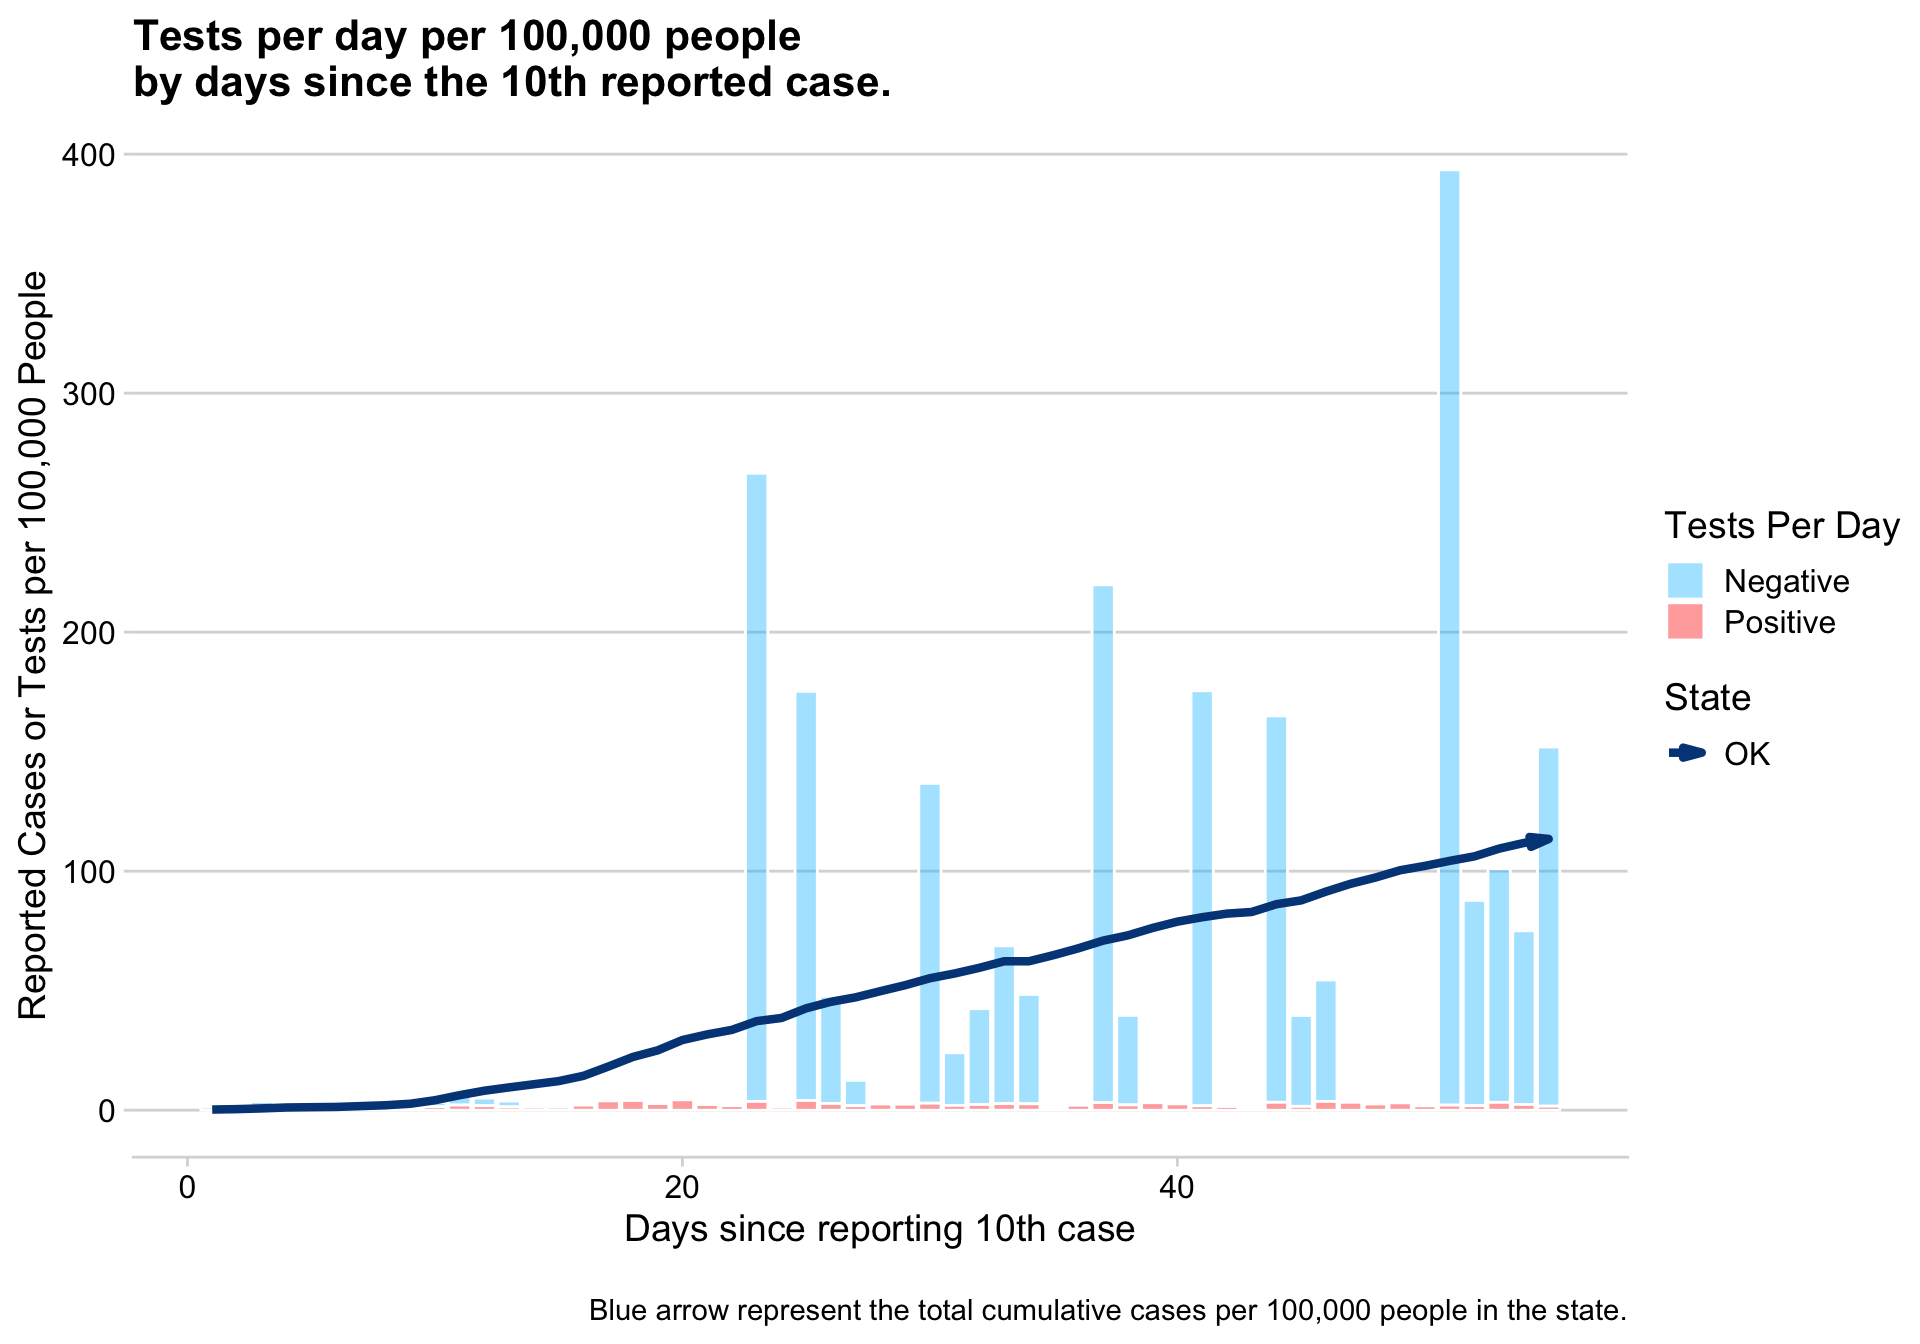 Tests per day per 100,000 people
by days since the 10th reported case.
Reported Cases or Tests per 100,000 People
400
300
200
100
0
0 20 40
Days since reporting 10th case
Tests Per Day
Negative
Positive
State
OK
Blue arrow represent the total cumulative cases per 100,000 people in the state.